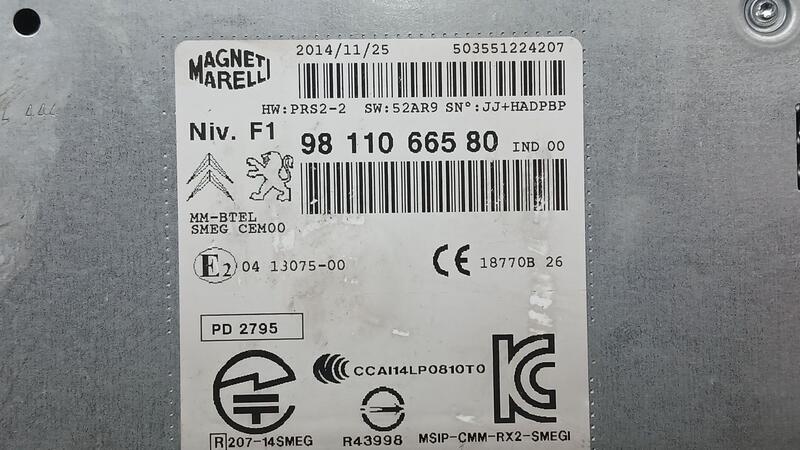 MAGNETI MARELLI
2014/11/25 503551224207
HW:PRS2-2 SW:52AR9 SN°:JJ+HADPBP
Niv. F1 98 110 665 80 IND 00
MM-BTEL
SMEG CEM00
E2 04 13075-00 CE 18770B 26
PD 2795
CCAI14LP0810T0
R 207-14SMEG R43998 MSIP-CMM-RX2-SMEGI